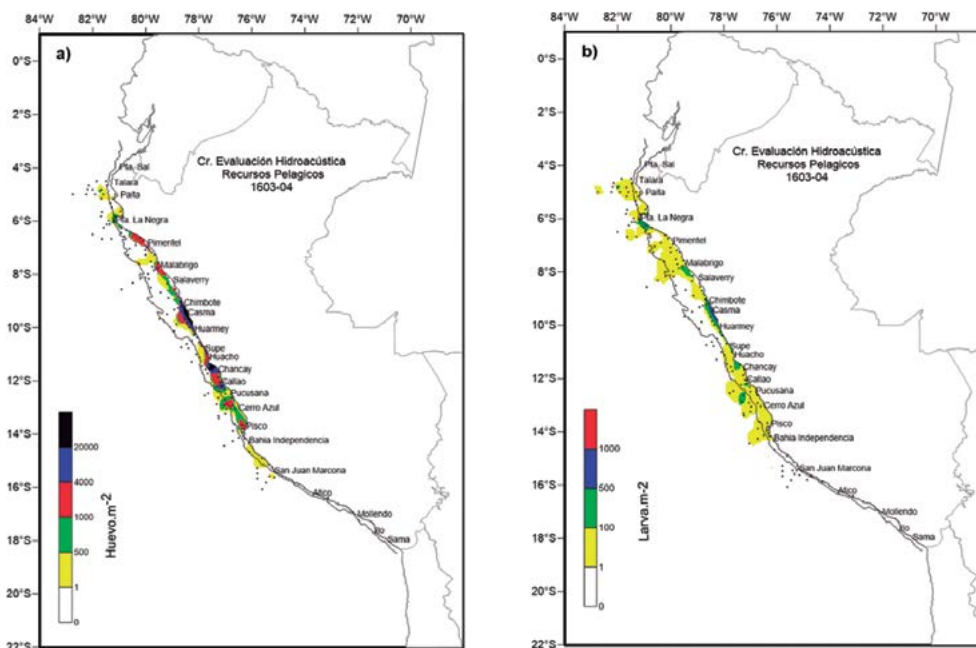 84°W 82°W 80°W 78°W 76°W 74°W 72°W 70°W
a)
0°S
2°S
4°S
6°S
8°S
10°S
12°S
14°S
16°S
18°S
20°S
22°S
Cr. Evaluación Hidroacústica
Recursos Pelagicos
1603-04
Pta. Sal
Talara
Paita
Pta. La Negra
Pimentel
Malabrigo
Salaverry
Chimbote
Casma
Huarmey
Supe
Huacho
Chancay
Callao
Pucusana
Cerro Azul
Pisco
Bahia Independencia
San Juan Marcona
Atico
Mollendo
Ilo
Sama
20000
4000
1000
500
1
0
Huevo.m-2
84°W 82°W 80°W 78°W 76°W 74°W 72°W 70°W
b)
0°S
2°S
4°S
6°S
8°S
10°S
12°S
14°S
16°S
18°S
20°S
22°S
Cr. Evaluación Hidroacústica
Recursos Pelagicos
1603-04
Pta. Sal
Talara
Paita
Pta. La Negra
Pimentel
Malabrigo
Salaverry
Chimbote
Casma
Huarmey
Supe
Huacho
Chancay
Callao
Pucusana
Cerro Azul
Pisco
Bahia Independencia
San Juan Marcona
Atico
Mollendo
Ilo
Sama
1000
500
100
1
0
Larva.m-2